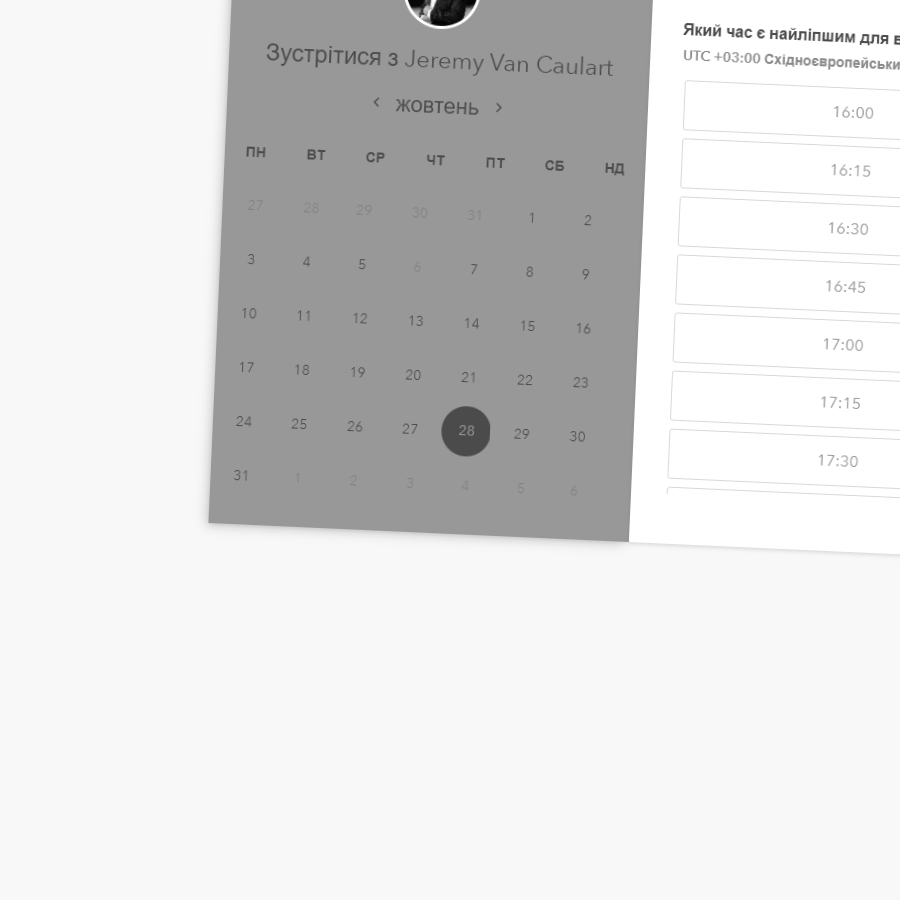 Зустрітися з Jeremy Van Caulart
‹ жовтень ›
ПН ВТ СР ЧТ ПТ СБ НД
27 28 29 30 31 1 2
3 4 5 6 7 8 9
10 11 12 13 14 15 16
17 18 19 20 21 22 23
24 25 26 27 28 29 30
31 1 2 3 4 5 6
Який час є найліпшим для
UTC +03:00
16:00
16:15
16:30
16:45
17:00
17:15
17:30